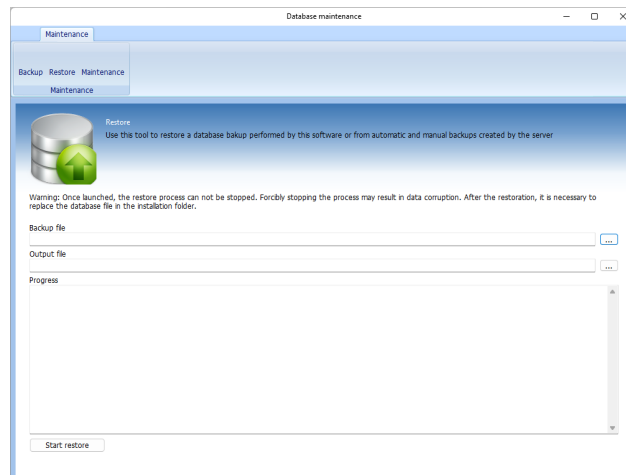 Database maintenance
Maintenance
Backup Restore Maintenance
Maintenance
Restore
Use this tool to restore a database bakup performed by this software or from automatic and manual backups created by the server
Warning: Once launched, the restore process can not be stopped. Forcibly stopping the process may result in data corruption. After the restoration, it is necessary to
replace the database file in the installation folder.
Backup file
...
Output file
...
Progress
Start restore